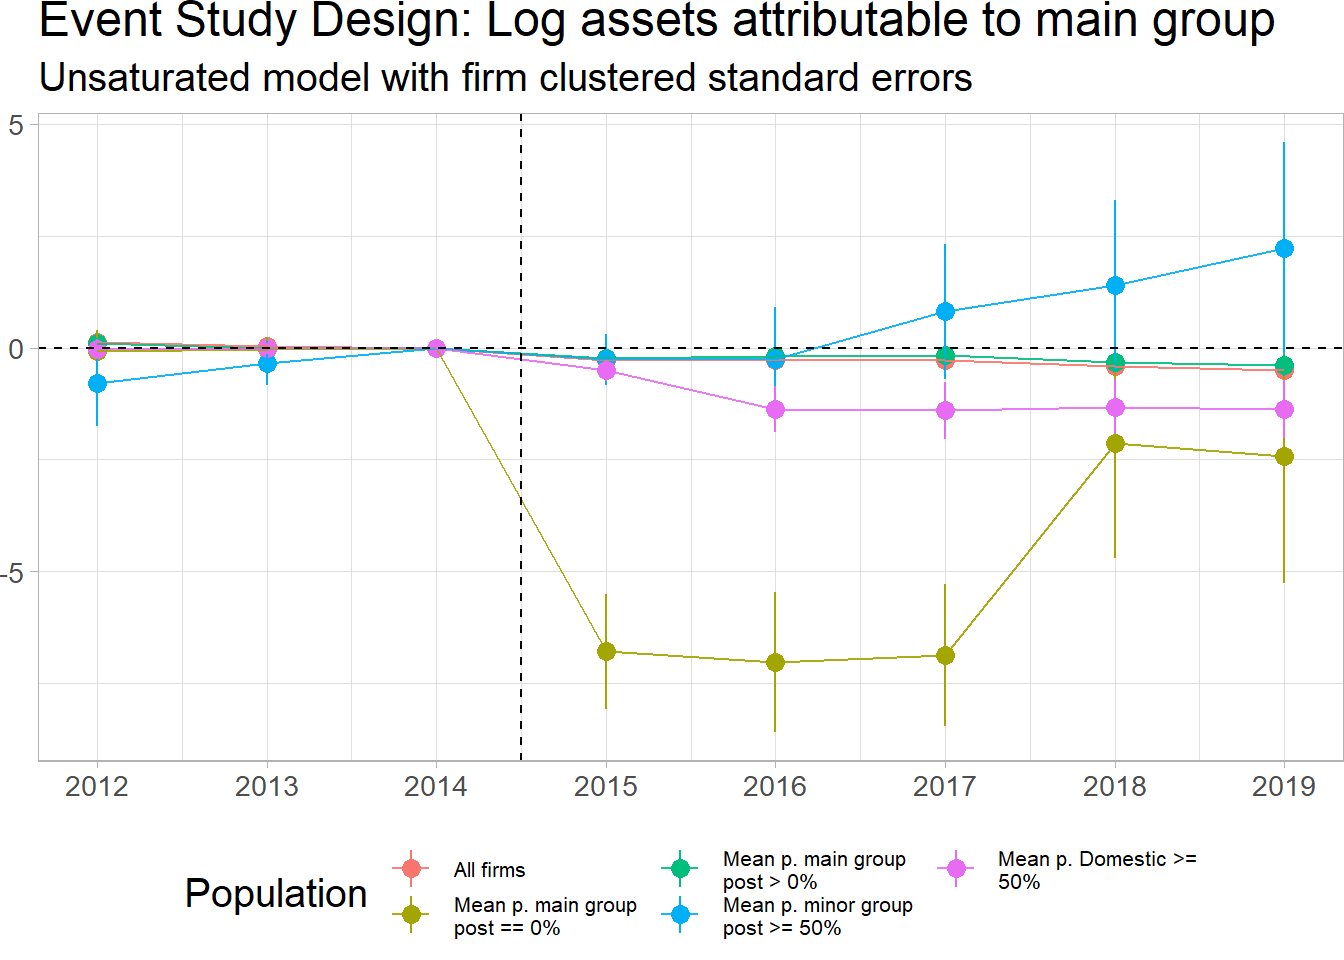 Event Study Design: Log assets attributable to main group
Unsaturated model with firm clustered standard errors
5
0
-5
2012 2013 2014 2015 2016 2017 2018 2019
Population
All firms
Mean p. main group
post == 0%
Mean p. main group
post > 0%
Mean p. minor group
post >= 50%
Mean p. Domestic >=
50%